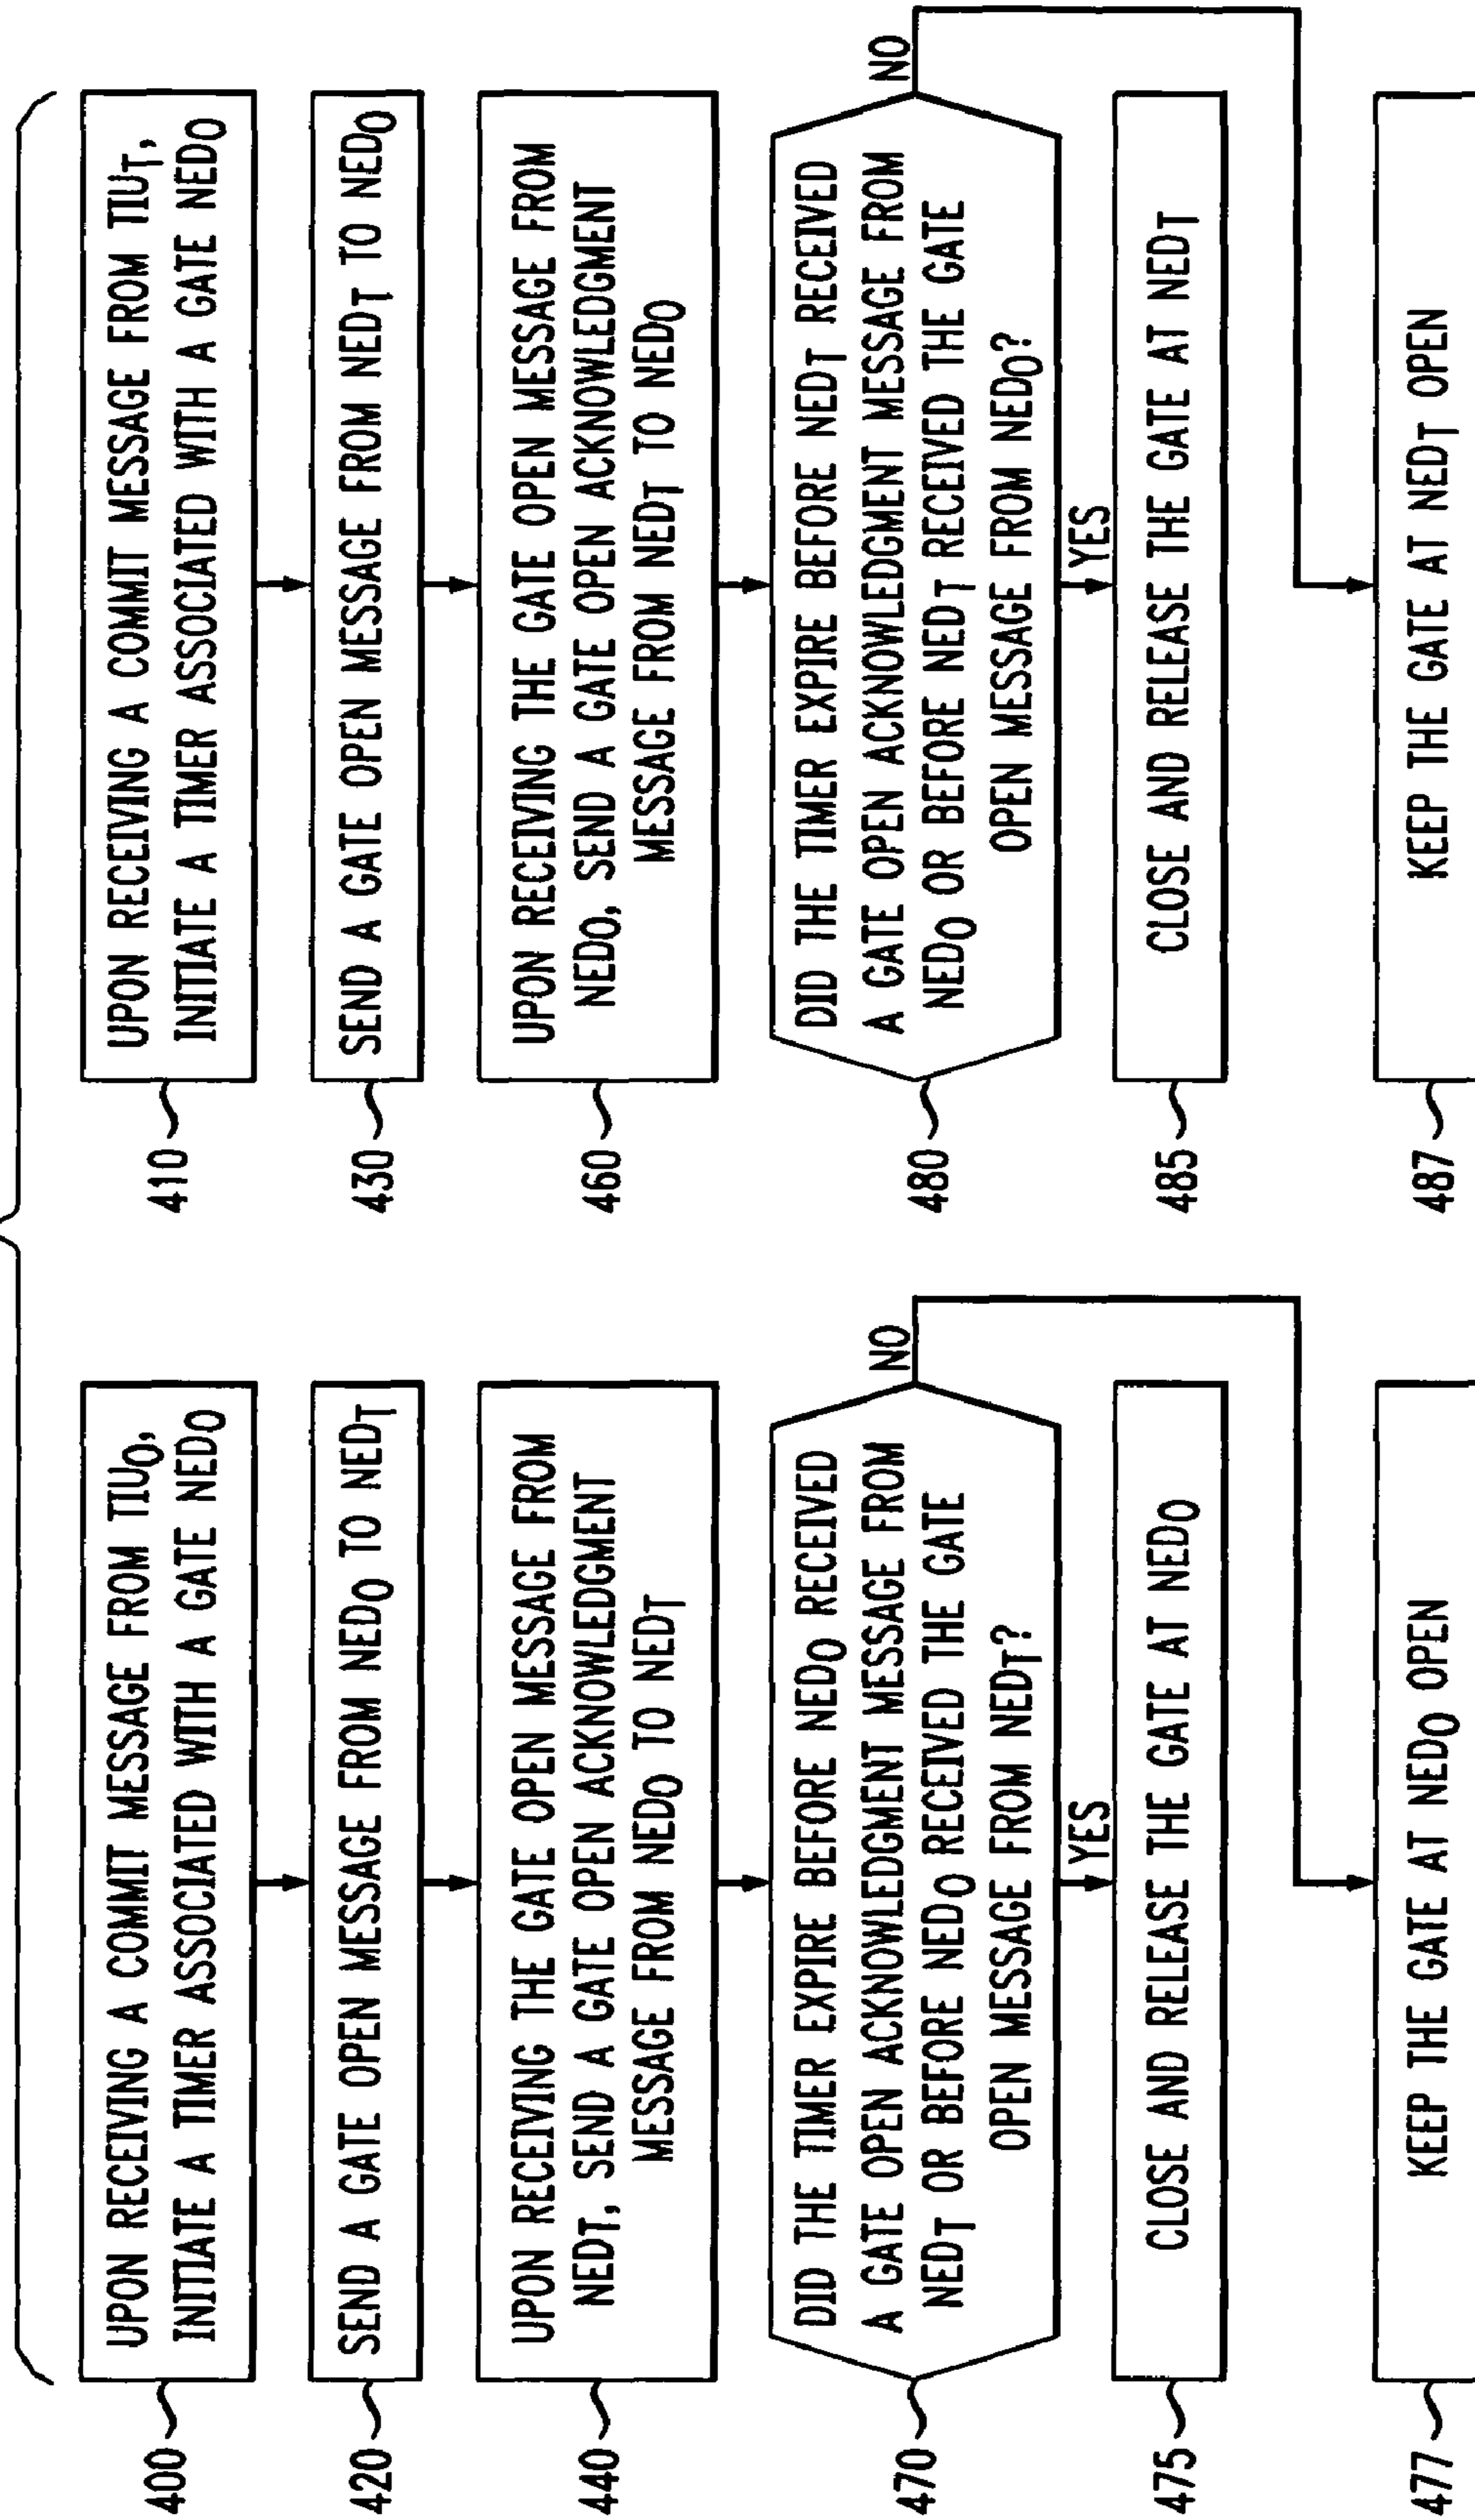 400
UPON RECEIVING A COMMIT MESSAGE FROM TIUO,
INITIATE A TIMER ASSOCIATED WITH A GATE NEDO
420
SEND A GATE OPEN MESSAGE FROM NEDO TO NEDT
440
UPON RECEIVING THE GATE OPEN MESSAGE FROM
NEDT, SEND A GATE OPEN ACKNOWLEDGMENT
MESSAGE FROM NEDO TO NEDT
470
DID THE TIMER EXPIRE BEFORE NEDO RECEIVED
A GATE OPEN ACKNOWLEDGMENT MESSAGE FROM
NEDT OR BEFORE NEDO RECEIVED THE GATE
OPEN MESSAGE FROM NEDT?
NO
YES
475
CLOSE AND RELEASE THE GATE AT NEDO
477
KEEP THE GATE AT NEDO OPEN
410
UPON RECEIVING A COMMIT MESSAGE FROM TIUT,
INITIATE A TIMER ASSOCIATED WITH A GATE NEDO
430
SEND A GATE OPEN MESSAGE FROM NEDT TO NEDO
460
UPON RECEIVING THE GATE OPEN MESSAGE FROM
NEDO, SEND A GATE OPEN ACKNOWLEDGMENT
MESSAGE FROM NEDT TO NEDO
480
DID THE TIMER EXPIRE BEFORE NEDT RECEIVED
A GATE OPEN ACKNOWLEDGMENT MESSAGE FROM
NEDO OR BEFORE NEDT RECEIVED THE GATE
OPEN MESSAGE FROM NEDO?
NO
YES
485
CLOSE AND RELEASE THE GATE AT NEDT
487
KEEP THE GATE AT NEDT OPEN